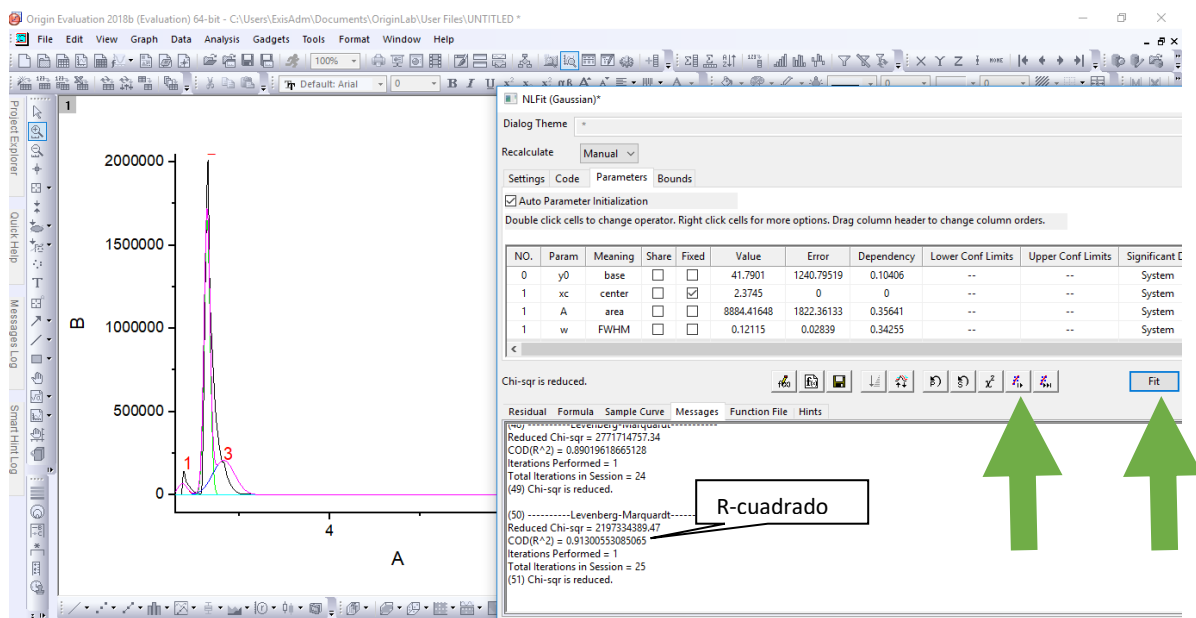 Origin Evaluation 2018b (Evaluation) 64-bit - C:\Users\ExisAdm\Documents\OriginLab\User Files\UNTITLED *
File Edit View Graph Data Analysis Gadgets Tools Format Window Help
100%
X Y Z
Default: Arial 0 B I U
Project Explorer
Quick Help
Messages Log
Smart Hint Log
1
2000000
1500000
1000000
500000
0
B
1
3
4
A
NLFit (Gaussian)*
Dialog Theme *
Recalculate Manual
Settings Code Parameters Bounds
Auto Parameter Initialization
Double click cells to change operator. Right click cells for more options. Drag column header to change column orders.
NO. Param Meaning Share Fixed Value Error Dependency Lower Conf Limits Upper Conf Limits Significant D
0 y0 base 41.7901 1240.79519 0.10406 -- -- System
1 xc center 2.3745 0 0 -- -- System
1 A area 8884.41648 1822.36133 0.35641 -- -- System
1 w FWHM 0.12115 0.02839 0.34255 -- -- System
Chi-sqr is reduced.
Fit
Residual Formula Sample Curve Messages Function File Hints
(48) ----------Levenberg-Marquardt----------
Reduced Chi-sqr = 2771714757.34
COD(R^2) = 0.89019618665128
Iterations Performed = 1
Total Iterations in Session = 24
(49) Chi-sqr is reduced.
(50) ----------Levenberg-Marquardt------
Reduced Chi-sqr = 2197334389.47
COD(R^2) = 0.91300553085065
Iterations Performed = 1
Total Iterations in Session = 25
(51) Chi-sqr is reduced.
R-cuadrado